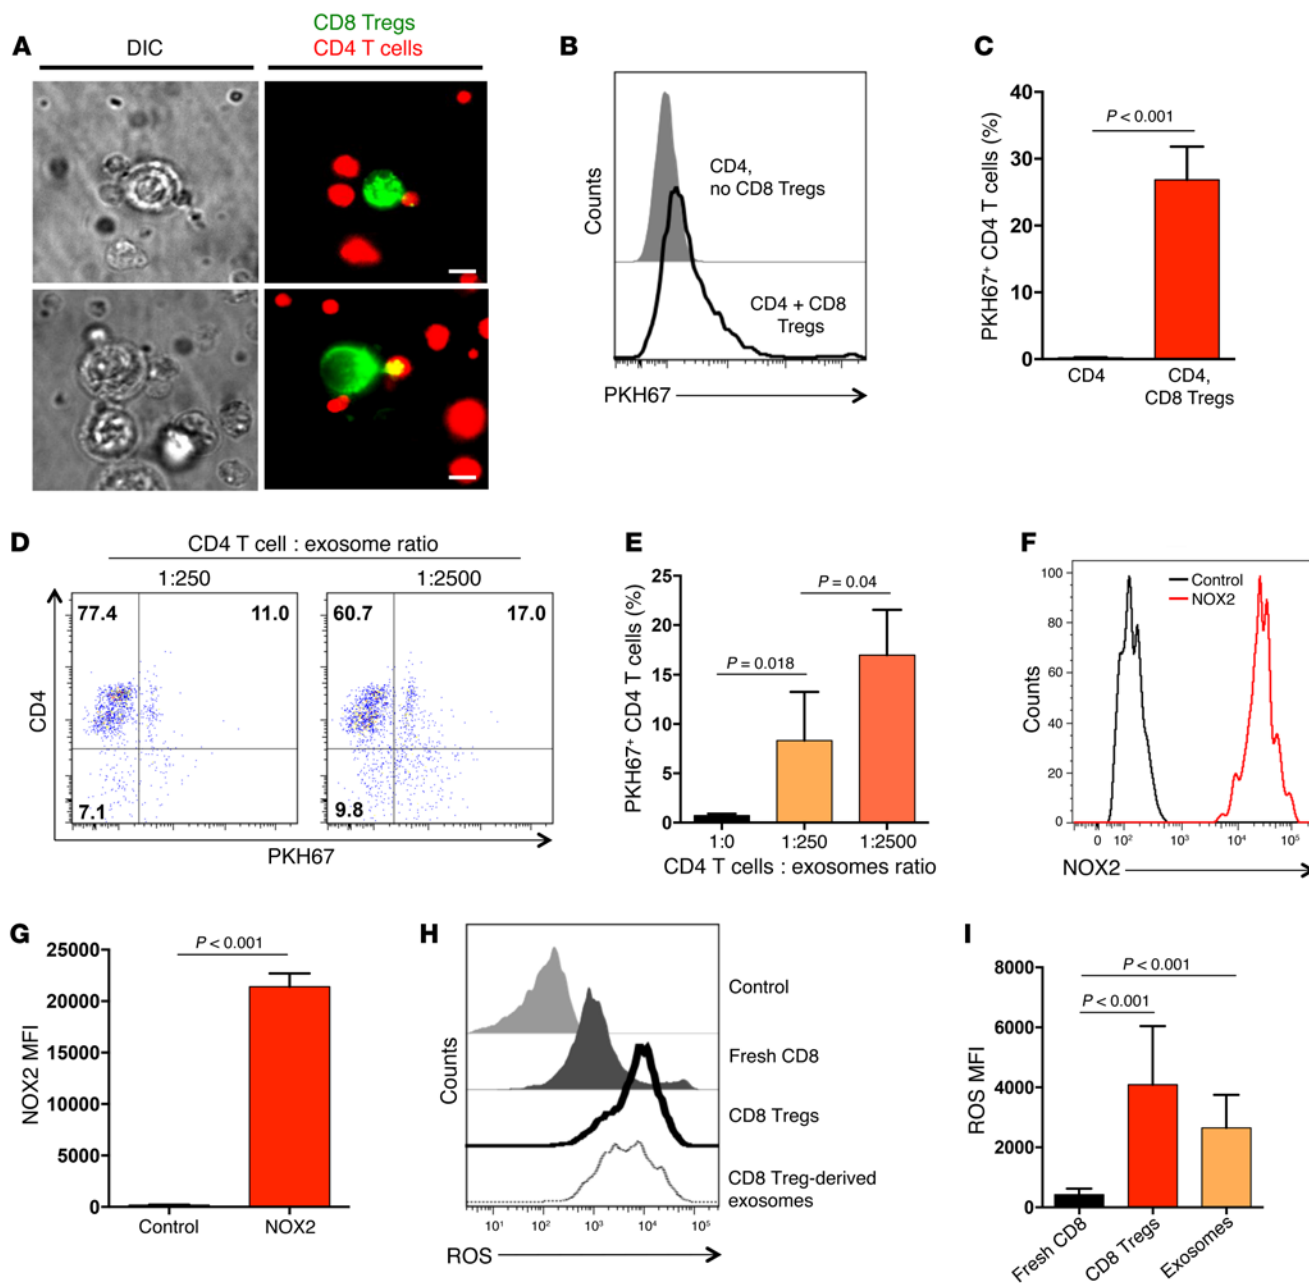 A
DIC
CD8 Tregs
CD4 T cells
B
Counts
CD4,
no CD8 Tregs
CD4 + CD8
Tregs
PKH67
C
PKH67⁺ CD4 T cells (%)
40
30
20
10
0
P < 0.001
CD4
CD4,
CD8 Tregs
D
CD4 T cell : exosome ratio
1:250
1:2500
CD4
77.4
11.0
7.1
60.7
17.0
9.8
PKH67
E
PKH67⁺ CD4 T cells (%)
25
20
15
10
5
0
P = 0.018
P = 0.04
1:0
1:250
1:2500
CD4 T cells : exosomes ratio
F
Counts
100
80
60
40
20
0
Control
NOX2
0
10²
10³
10⁴
10⁵
NOX2
G
NOX2 MFI
25000
20000
15000
10000
5000
0
P < 0.001
Control
NOX2
H
Counts
Control
Fresh CD8
CD8 Tregs
CD8 Treg-derived
exosomes
10¹
10²
10³
10⁴
10⁵
ROS
I
ROS MFI
8000
6000
4000
2000
0
P < 0.001
P < 0.001
Fresh CD8
CD8 Tregs
Exosomes